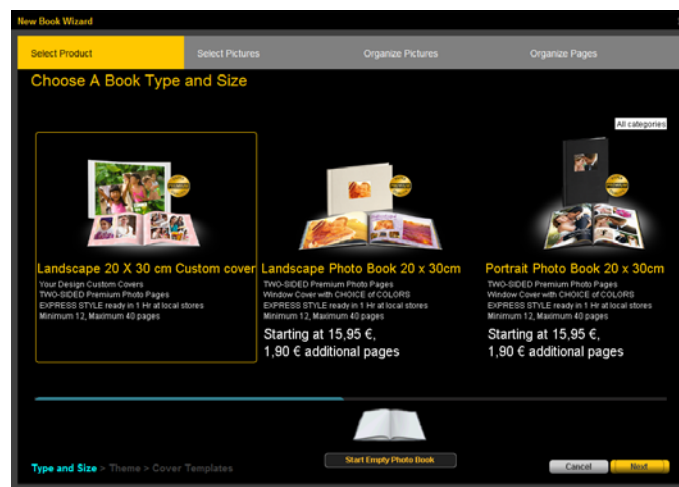 New Book Wizard
Select Product
Select Pictures
Organize Pictures
Organize Pages
Choose A Book Type and Size
All categories
Landscape 20 X 30 cm Custom cover
Your Design Custom Covers
TWO-SIDED Premium Photo Pages
EXPRESS STYLE ready in 1 Hr at local stores
Minimum 12, Maximum 40 pages
Landscape Photo Book 20 x 30cm
TWO-SIDED Premium Photo Pages
Window Cover with CHOICE of COLORS
EXPRESS STYLE ready in 1 Hr at local stores
Minimum 12, Maximum 40 pages
Starting at 15,95 €,
1,90 € additional pages
Portrait Photo Book 20 x 30cm
TWO-SIDED Premium Photo Pages
Window Cover with CHOICE of COLORS
EXPRESS STYLE ready in 1 Hr at local stores
Minimum 12, Maximum 40 pages
Starting at 15,95 €,
1,90 € additional pages
Start Empty Photo Book
Type and Size > Theme > Cover Templates
Cancel
Next